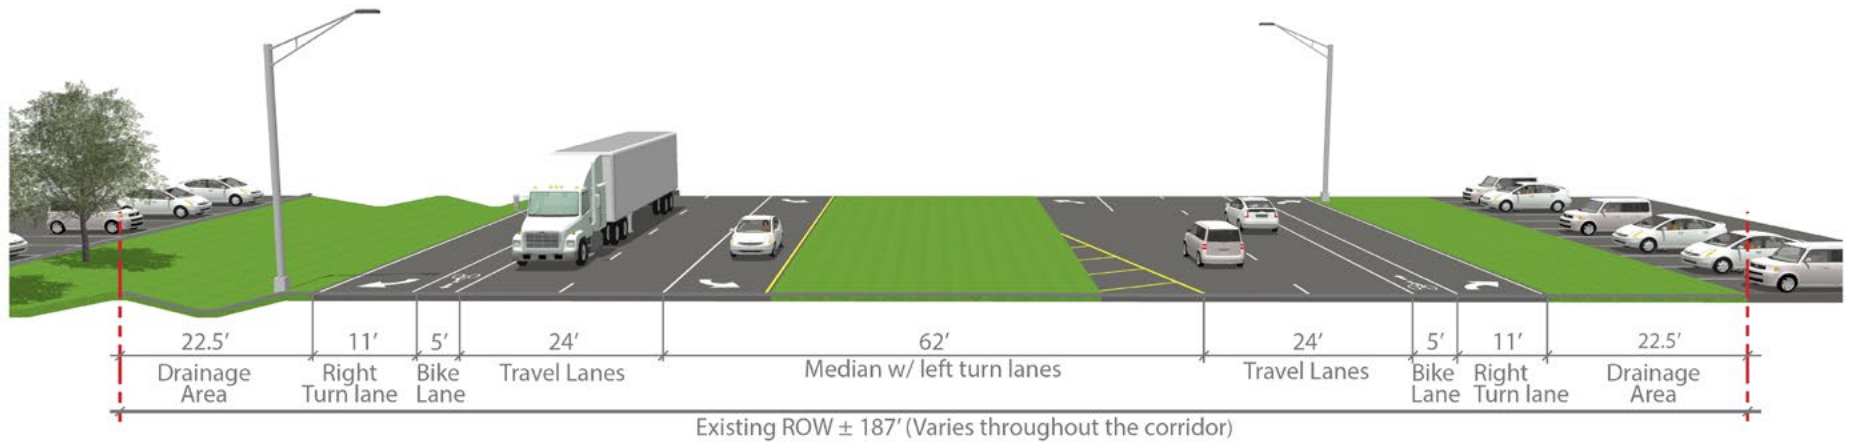 22.5’ 11’ 5’ 24’ 62’ 24’ 5’ 11’ 22.5’
Drainage Area
Right Turn lane
Bike Lane
Travel Lanes
Median w/ left turn lanes
Travel Lanes
Bike Lane
Right Turn lane
Drainage Area
Existing ROW ± 187’ (Varies throughout the corridor)